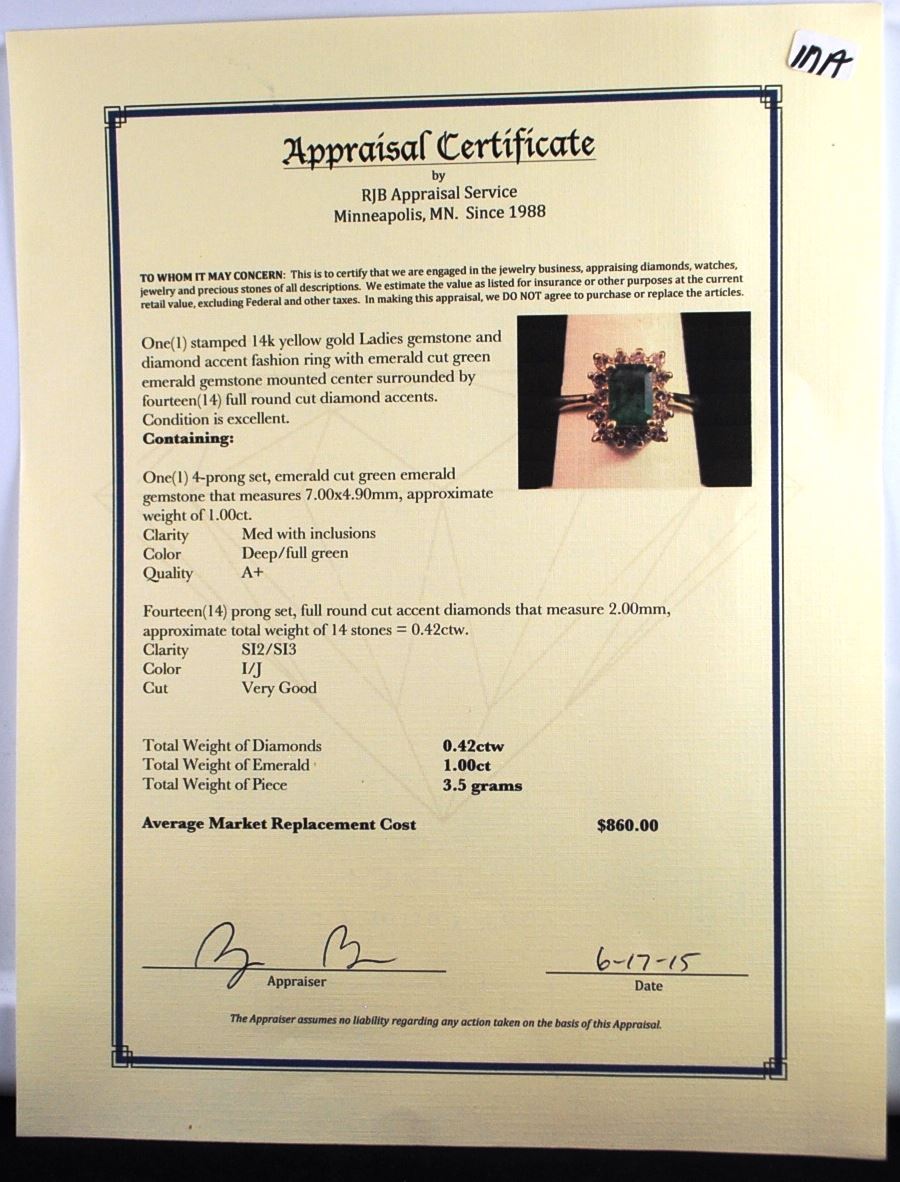 17A
Appraisal Certificate
by
RJB Appraisal Service
Minneapolis, MN. Since 1988
TO WHOM IT MAY CONCERN: This is to certify that we are engaged in the jewelry business, appraising diamonds, watches,
jewelry and precious stones of all descriptions. We estimate the value as listed for insurance or other purposes at the current
retail value, excluding Federal and other taxes. In making this appraisal, we DO NOT agree to purchase or replace the articles.
One(1) stamped 14k yellow gold Ladies gemstone and
diamond accent fashion ring with emerald cut green
emerald gemstone mounted center surrounded by
fourteen(14) full round cut diamond accents.
Condition is excellent.
Containing:
One(1) 4-prong set, emerald cut green emerald
gemstone that measures 7.00x4.90mm, approximate
weight of 1.00ct.
Clarity Med with inclusions
Color Deep/full green
Quality A+
Fourteen(14) prong set, full round cut accent diamonds that measure 2.00mm,
approximate total weight of 14 stones = 0.42ctw.
Clarity SI2/SI3
Color I/J
Cut Very Good
Total Weight of Diamonds 0.42ctw
Total Weight of Emerald 1.00ct
Total Weight of Piece 3.5 grams
Average Market Replacement Cost $860.00
6-17-15
Appraiser Date
The Appraiser assumes no liability regarding any action taken on the basis of this Appraisal.